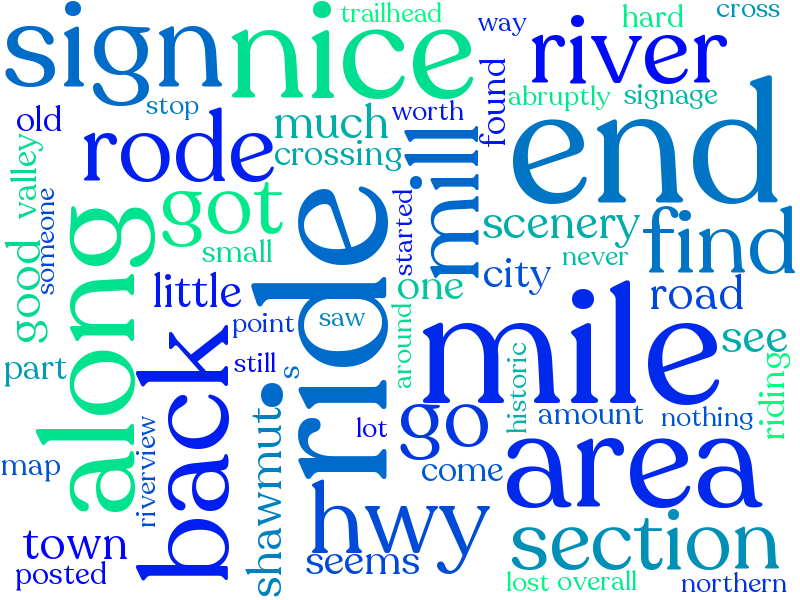 sign
nice
trailhead
way
hard
cross
river
stop
old
much
worth
found
abruptly
signage
rode
crossing
mill
end
valley
someone
along
got
small
ride
started
scenery
find
never
good
little
one
city
road
point
saw
around
mile
see
part
back
still
s
historic
riding
lot
go
amount
nothing
map
riverview
shawmut
come
area
hwy
town
seems
section
posted
lost
overall
northern